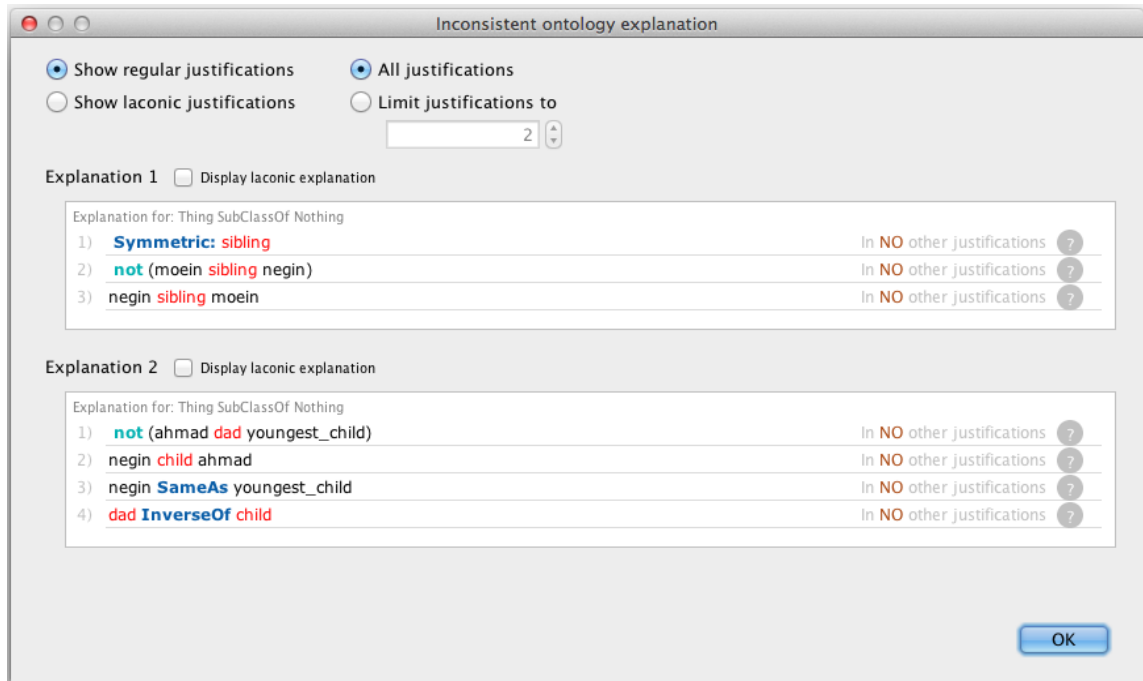 Inconsistent ontology explanation
Show regular justifications All justifications
Show laconic justifications Limit justifications to
2
Explanation 1 Display laconic explanation
Explanation for: Thing SubClassOf Nothing
1) Symmetric: sibling In NO other justifications ?
2) not (moein sibling negin) In NO other justifications ?
3) negin sibling moein In NO other justifications ?
Explanation 2 Display laconic explanation
Explanation for: Thing SubClassOf Nothing
1) not (ahmad dad youngest_child) In NO other justifications ?
2) negin child ahmad In NO other justifications ?
3) negin SameAs youngest_child In NO other justifications ?
4) dad InverseOf child In NO other justifications ?
OK